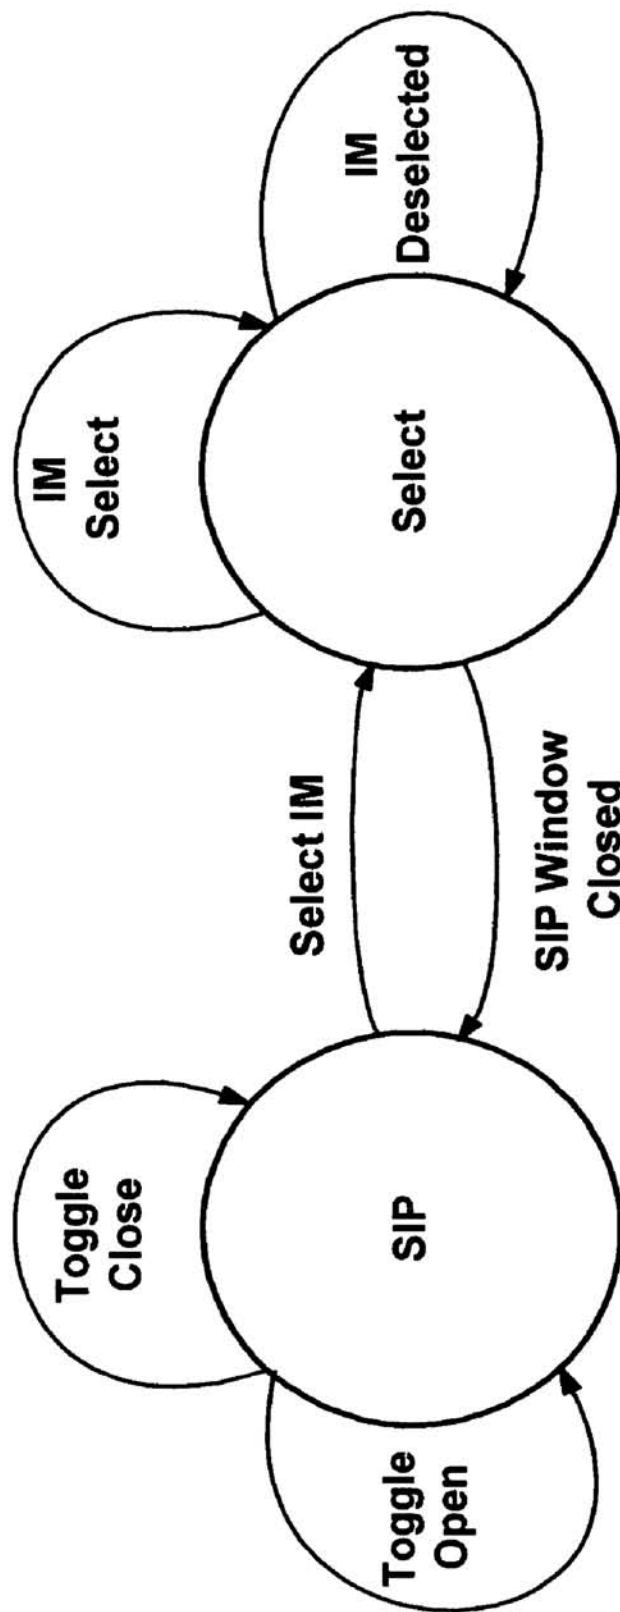 Toggle
Close
Toggle
Open
SIP
Select IM
SIP Window
Closed
IM
Select
Select
IM
Deselected